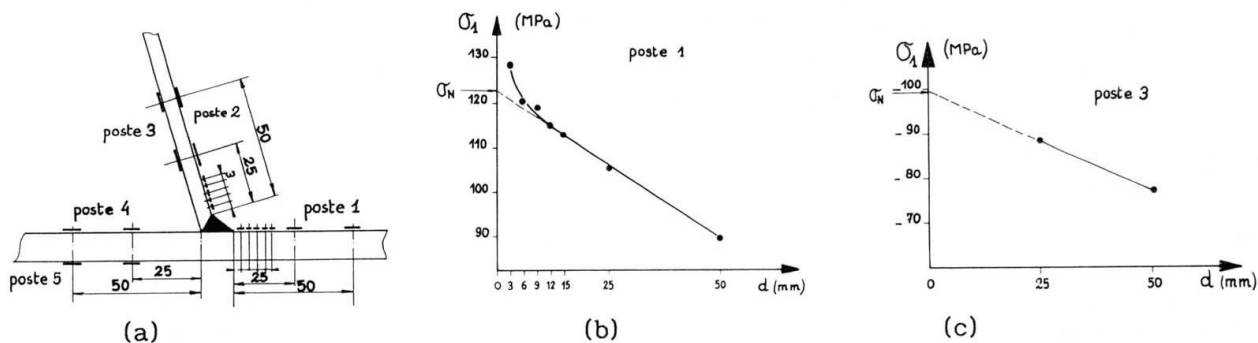 poste 3
poste 2
50
25
3
poste 4
poste 1
poste 5
25
50
25
50
(a)
σ1 (MPa)
poste 1
130
σN
120
110
100
90
0 3 6 9 12 15 25 50 d (mm)
(b)
σ1 (MPa)
σN -100
poste 3
- 90
- 80
- 70
0 25 50 d (mm)
(c)